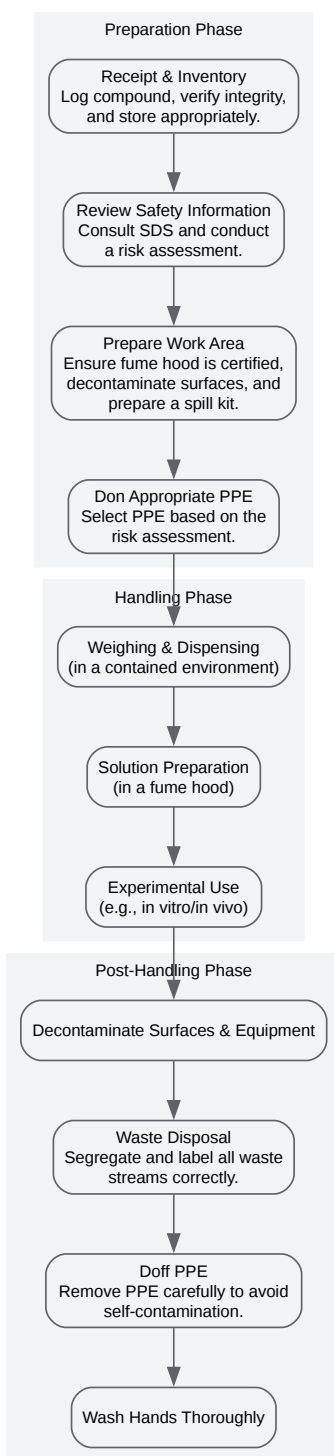 Preparation Phase
Receipt & Inventory
Log compound, verify integrity,
and store appropriately.
Review Safety Information
Consult SDS and conduct
a risk assessment.
Prepare Work Area
Ensure fume hood is certified,
decontaminate surfaces, and
prepare a spill kit.
Don Appropriate PPE
Select PPE based on the
risk assessment.
Handling Phase
Weighing & Dispensing
(in a contained environment)
Solution Preparation
(in a fume hood)
Experimental Use
(e.g., in vitro/in vivo)
Post-Handling Phase
Decontaminate Surfaces & Equipment
Waste Disposal
Segregate and label all waste
streams correctly.
Doff PPE
Remove PPE carefully to avoid
self-contamination.
Wash Hands Thoroughly